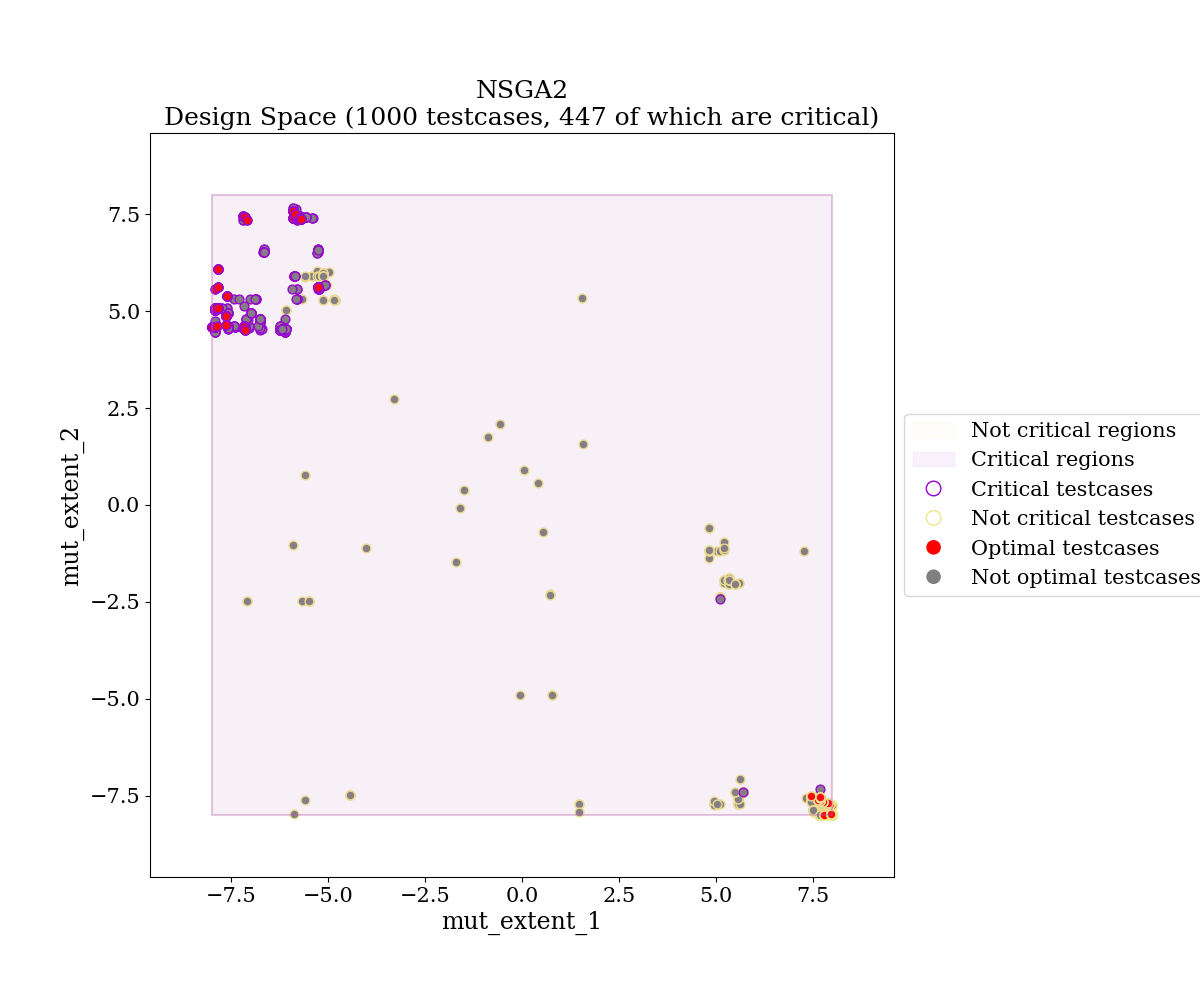 NSGA2
Design Space (1000 testcases, 447 of which are critical)
7.5
5.0
2.5
0.0
−2.5
−5.0
−7.5
mut_extent_2
−7.5
−5.0
−2.5
0.0
2.5
5.0
7.5
mut_extent_1
Not critical regions
Critical regions
Critical testcases
Not critical testcases
Optimal testcases
Not optimal testcases